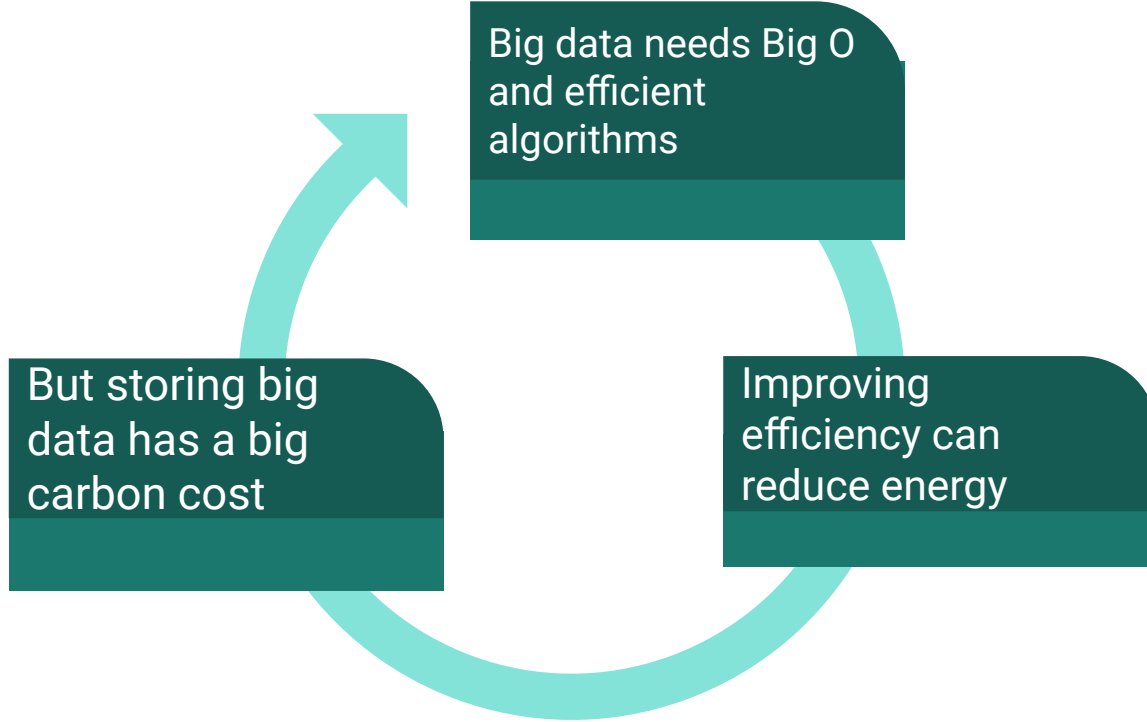 Big data needs Big O
and efficient
algorithms
Improving
efficiency can
reduce energy
But storing big
data has a big
carbon cost